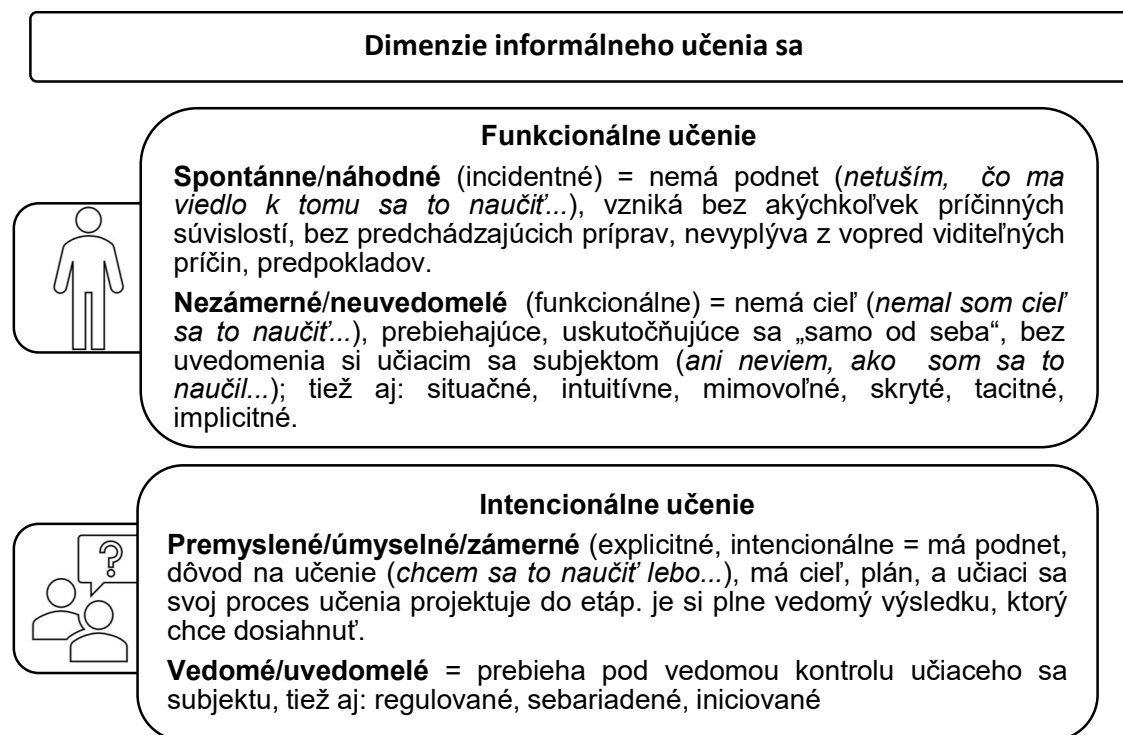 Dimenzie informálneho učenia sa
Funkcionálne učenie
Spontánne/náhodné (incidentné) = nemá podnet (netuším, čo ma
viedlo k tomu sa to naučiť...), vzniká bez akýchkoľvek príčinných
súvislostí, bez predchádzajúcich príprav, nevyplýva z vopred viditeľných
príčin, predpokladov.
Nezámerné/neuvedomelé (funkcionálne) = nemá cieľ (nemal som cieľ
sa to naučiť...), prebiehajúce, uskutočňujúce sa „samo od seba“, bez
uvedomenia si učiacim sa subjektom (ani neviem, ako som sa to
naučil...); tiež aj: situačné, intuitívne, mimovoľné, skryté, tacitné,
implicitné.
Intencionálne učenie
Premyslené/úmyselné/zámerné (explicitné, intencionálne = má podnet,
dôvod na učenie (chcem sa to naučiť lebo...), má cieľ, plán, a učiaci sa
svoj proces učenia projektuje do etáp. je si plne vedomý výsledku, ktorý
chce dosiahnuť.
Vedomé/uvedomelé = prebieha pod vedomou kontrolu učiaceho sa
subjektu, tiež aj: regulované, sebariadené, iniciované
?